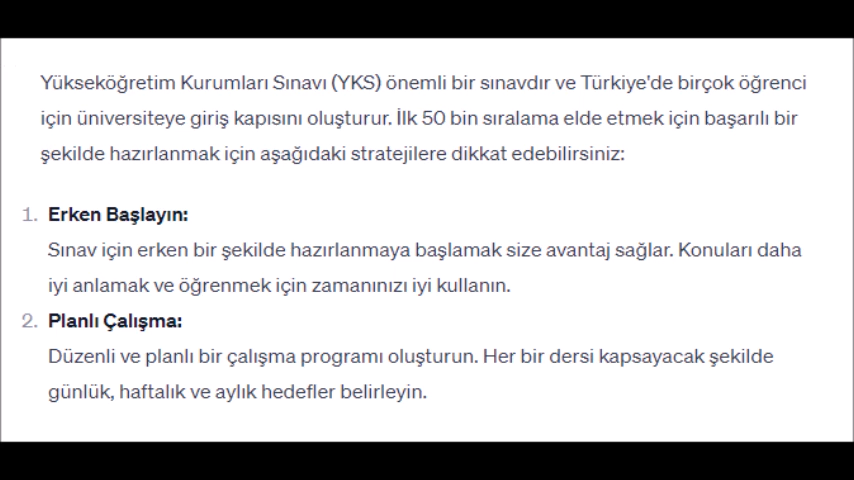 Yükseköğretim Kurumları Sınavı (YKS) önemli bir sınavdır ve Türkiye'de birçok öğrenci
için üniversiteye giriş kapısını oluşturur. İlk 50 bin sıralama elde etmek için başarılı bir
şekilde hazırlanmak için aşağıdaki stratejilere dikkat edebilirsiniz:
1. Erken Başlayın:
Sınav için erken bir şekilde hazırlanmaya başlamak size avantaj sağlar. Konuları daha
iyi anlamak ve öğrenmek için zamanınızı iyi kullanın.
2. Planlı Çalışma:
Düzenli ve planlı bir çalışma programı oluşturun. Her bir dersi kapsayacak şekilde
günlük, haftalık ve aylık hedefler belirleyin.